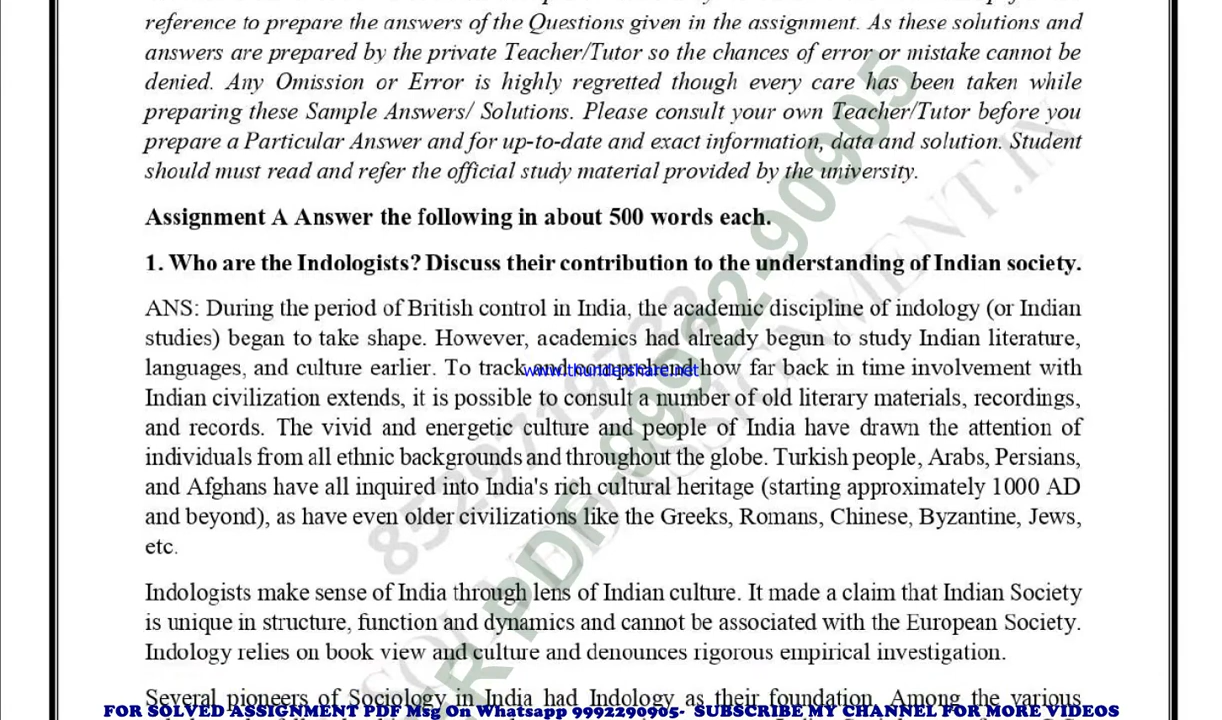 reference to prepare the answers of the Questions given in the assignment. As these solutions and
answers are prepared by the private Teacher/Tutor so the chances of error or mistake cannot be
denied. Any Omission or Error is highly regretted though every care has been taken while
preparing these Sample Answers/ Solutions. Please consult your own Teacher/Tutor before you
prepare a Particular Answer and for up-to-date and exact information, data and solution. Student
should must read and refer the official study material provided by the university.
Assignment A Answer the following in about 500 words each.
1. Who are the Indologists? Discuss their contribution to the understanding of Indian society.
ANS: During the period of British control in India, the academic discipline of indology (or Indian
studies) began to take shape. However, academics had already begun to study Indian literature,
languages, and culture earlier. To track and comprehend how far back in time involvement with
www.thundershare.net
Indian civilization extends, it is possible to consult a number of old literary materials, recordings,
and records. The vivid and energetic culture and people of India have drawn the attention of
individuals from all ethnic backgrounds and throughout the globe. Turkish people, Arabs, Persians,
and Afghans have all inquired into India's rich cultural heritage (starting approximately 1000 AD
and beyond), as have even older civilizations like the Greeks, Romans, Chinese, Byzantine, Jews,
etc.
Indologists make sense of India through lens of Indian culture. It made a claim that Indian Society
is unique in structure, function and dynamics and cannot be associated with the European Society.
Indology relies on book view and culture and denounces rigorous empirical investigation.
Several pioneers of Sociology in India had Indology as their foundation. Among the various
FOR SOLVED ASSIGNMENT PDF Msg On Whatsapp 9992290905- SUBSCRIBE MY CHANNEL FOR MORE VIDEOS